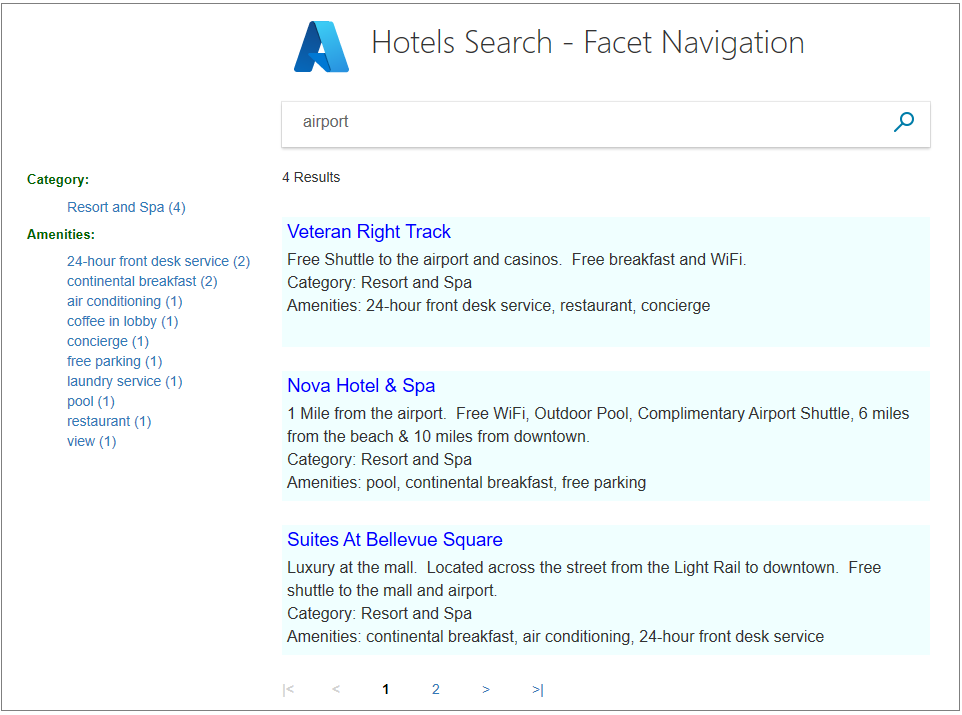 Hotels Search - Facet Navigation
airport
4 Results
Category:
Resort and Spa (4)
Amenities:
24-hour front desk service (2)
continental breakfast (2)
air conditioning (1)
coffee in lobby (1)
concierge (1)
free parking (1)
laundry service (1)
pool (1)
restaurant (1)
view (1)
Veteran Right Track
Free Shuttle to the airport and casinos.  Free breakfast and WiFi.
Category: Resort and Spa
Amenities: 24-hour front desk service, restaurant, concierge
Nova Hotel & Spa
1 Mile from the airport.  Free WiFi, Outdoor Pool, Complimentary Airport Shuttle, 6 miles
from the beach & 10 miles from downtown.
Category: Resort and Spa
Amenities: pool, continental breakfast, free parking
Suites At Bellevue Square
Luxury at the mall.  Located across the street from the Light Rail to downtown.  Free
shuttle to the mall and airport.
Category: Resort and Spa
Amenities: continental breakfast, air conditioning, 24-hour front desk service
|< < 1 2 > >|